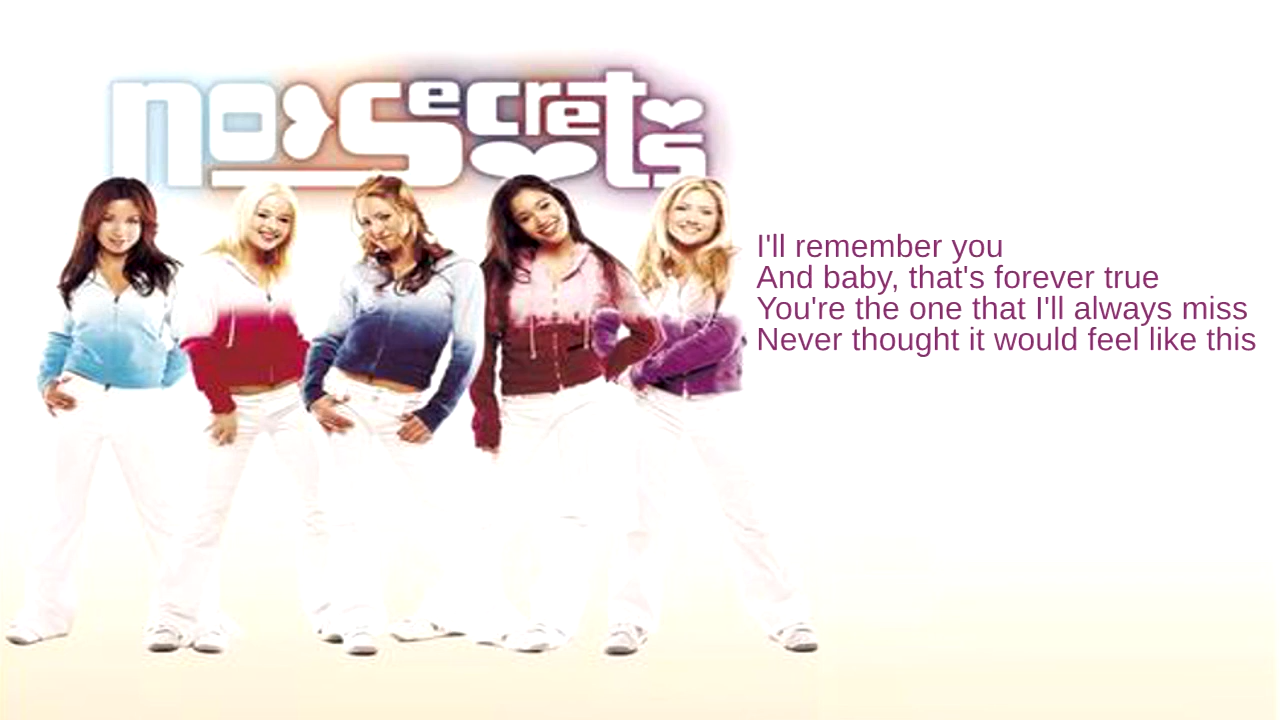 no secrets
I'll remember you
And baby, that's forever true
You're the one that I'll always miss
Never thought it would feel like this